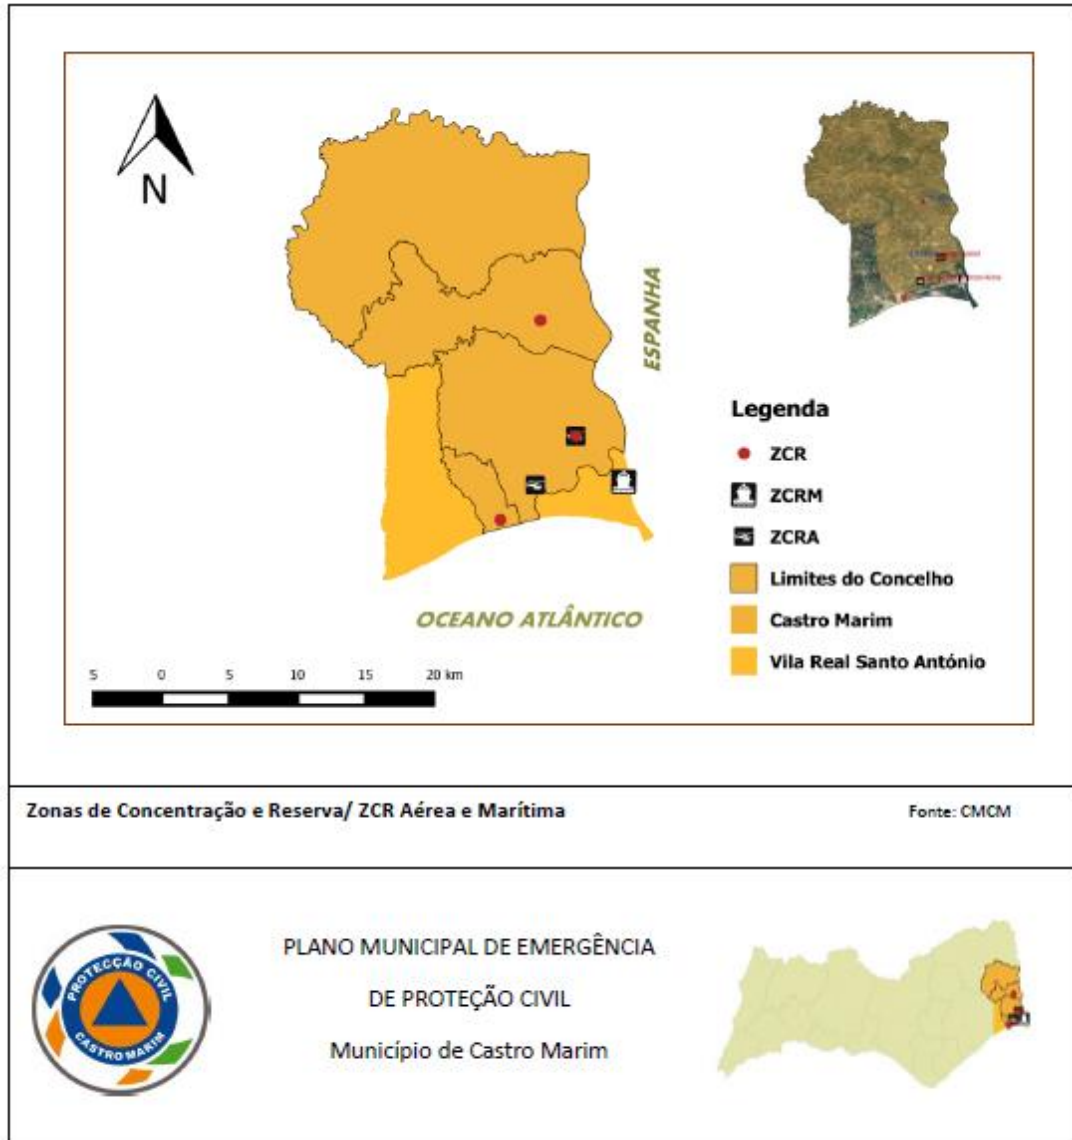 N
ESPANHA
OCEANO ATLÂNTICO
Legenda
ZCR
ZCRM
ZCRA
Limites do Concelho
Castro Marim
Vila Real Santo António
5 0 5 10 15 20 km
Zonas de Concentração e Reserva/ ZCR Aérea e Marítima
Fonte: CMCM
PROTECÇÃO CIVIL
CASTRO MARIM
PLANO MUNICIPAL DE EMERGÊNCIA
DE PROTEÇÃO CIVIL
Município de Castro Marim